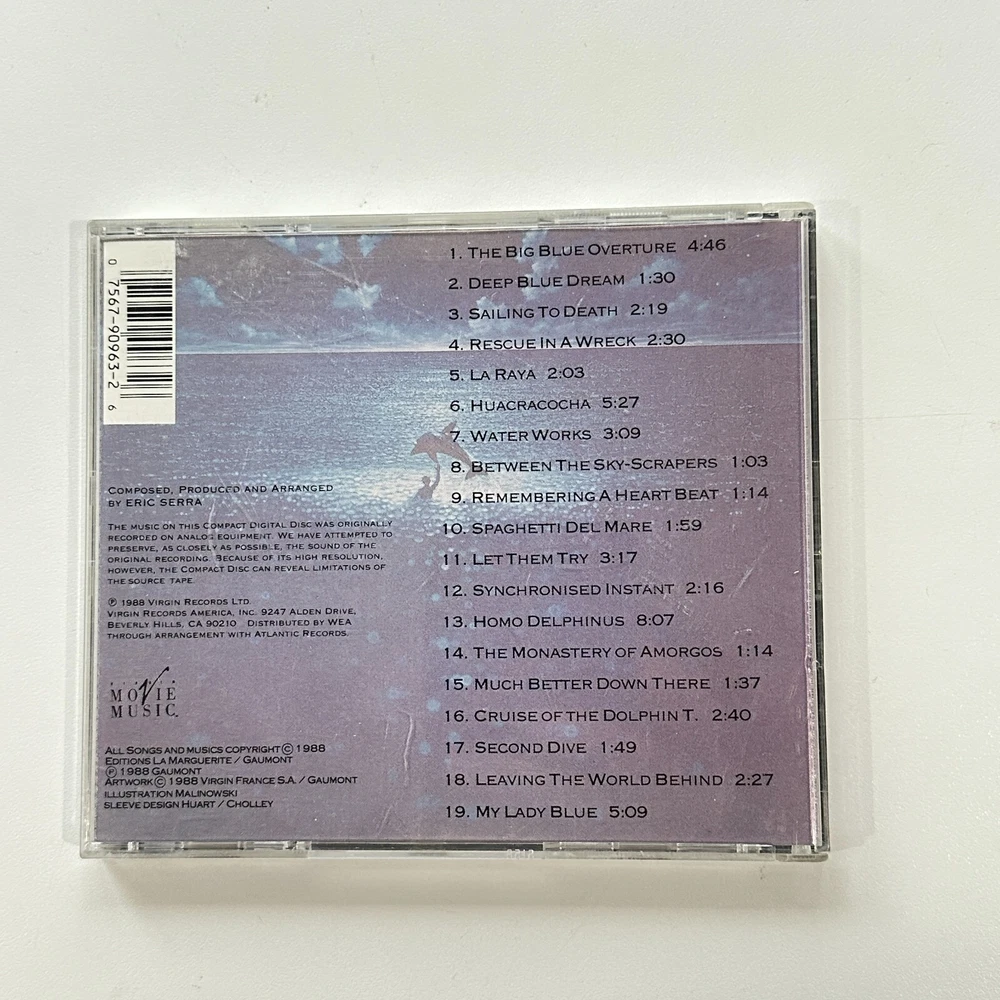 0 7567-90963-2 6
1. THE BIG BLUE OVERTURE 4:46
2. DEEP BLUE DREAM 1:30
3. SAILING TO DEATH 2:19
4. RESCUE IN A WRECK 2:30
5. LA RAYA 2:03
6. HUACRACOCHA 5:27
7. WATER WORKS 3:09
8. BETWEEN THE SKY-SCRAPERS 1:03
9. REMEMBERING A HEART BEAT 1:14
10. SPAGHETTI DEL MARE 1:59
11. LET THEM TRY 3:17
12. SYNCHRONISED INSTANT 2:16
13. HOMO DELPHINUS 8:07
14. THE MONASTERY OF AMORGOS 1:14
15. MUCH BETTER DOWN THERE 1:37
16. CRUISE OF THE DOLPHIN T. 2:40
17. SECOND DIVE 1:49
18. LEAVING THE WORLD BEHIND 2:27
19. MY LADY BLUE 5:09
COMPOSED, PRODUCED AND ARRANGED
BY ERIC SERRA
THE MUSIC ON THIS COMPACT DIGITAL DISC WAS ORIGINALLY
RECORDED ON ANALOG EQUIPMENT. WE HAVE ATTEMPTED TO
PRESERVE, AS CLOSELY AS POSSIBLE, THE SOUND OF THE
ORIGINAL RECORDING. BECAUSE OF ITS HIGH RESOLUTION,
HOWEVER, THE COMPACT DISC CAN REVEAL LIMITATIONS OF
THE SOURCE TAPE.
℗ 1988 VIRGIN RECORDS LTD.
VIRGIN RECORDS AMERICA, INC. 9247 ALDEN DRIVE,
BEVERLY HILLS, CA 90210 DISTRIBUTED BY WEA
THROUGH ARRANGEMENT WITH ATLANTIC RECORDS.
MOVIE
MUSIC
ALL SONGS AND MUSICS COPYRIGHT © 1988
EDITIONS LA MARGUERITE / GAUMONT
℗ 1988 GAUMONT
ARTWORK © 1988 VIRGIN FRANCE S.A. / GAUMONT
ILLUSTRATION MALINOWSKI
SLEEVE DESIGN HUART / CHOLLEY